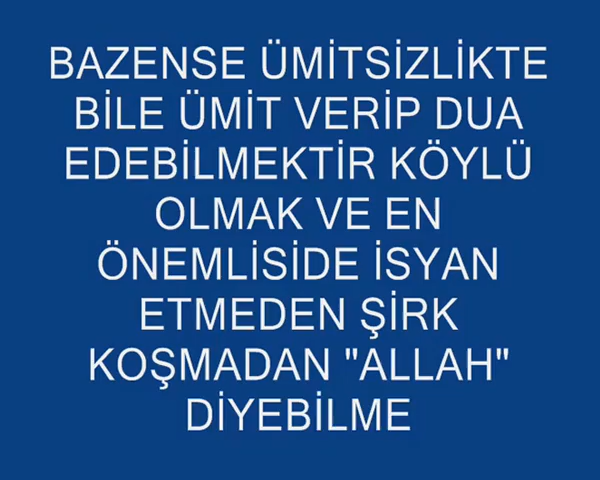 BAZENSE ÜMİTSİZLİKTE
BİLE ÜMİT VERİP DUA
EDEBİLMEKTİR KÖYLÜ
OLMAK VE EN
ÖNEMLİSİDE İSYAN
ETMEDEN ŞİRK
KOŞMADAN "ALLAH"
DİYEBİLME